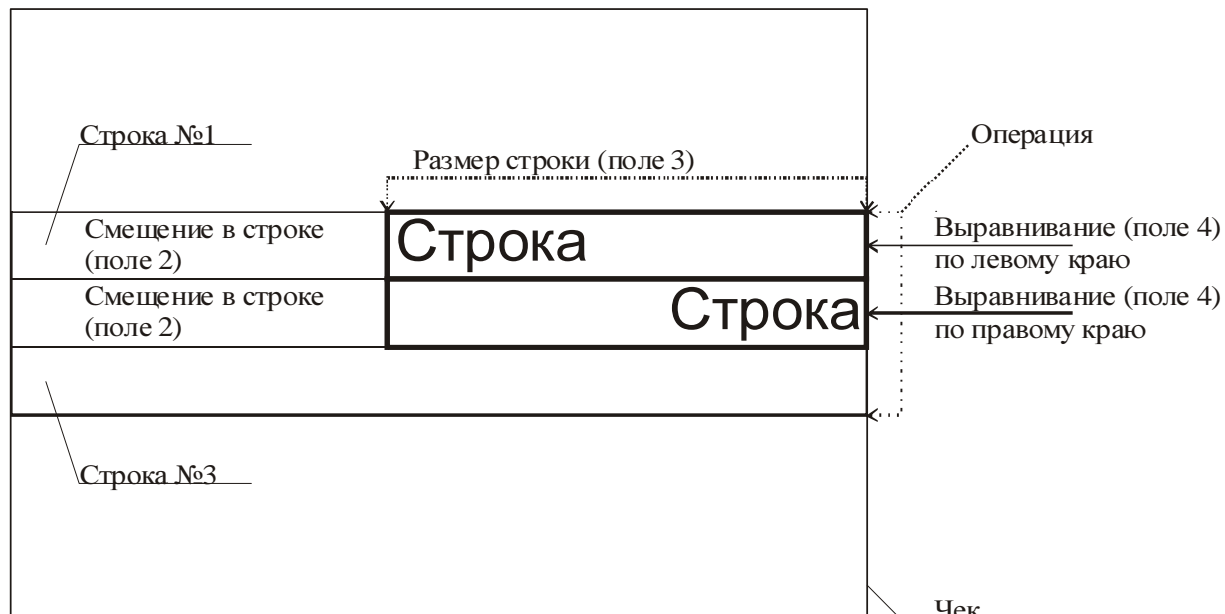 Строка №1
Операция
Размер строки (поле 3)
Смещение в строке
(поле 2)
Строка
Выравнивание (поле 4)
по левому краю
Смещение в строке
(поле 2)
Строка
Выравнивание (поле 4)
по правому краю
Строка №3
Чек